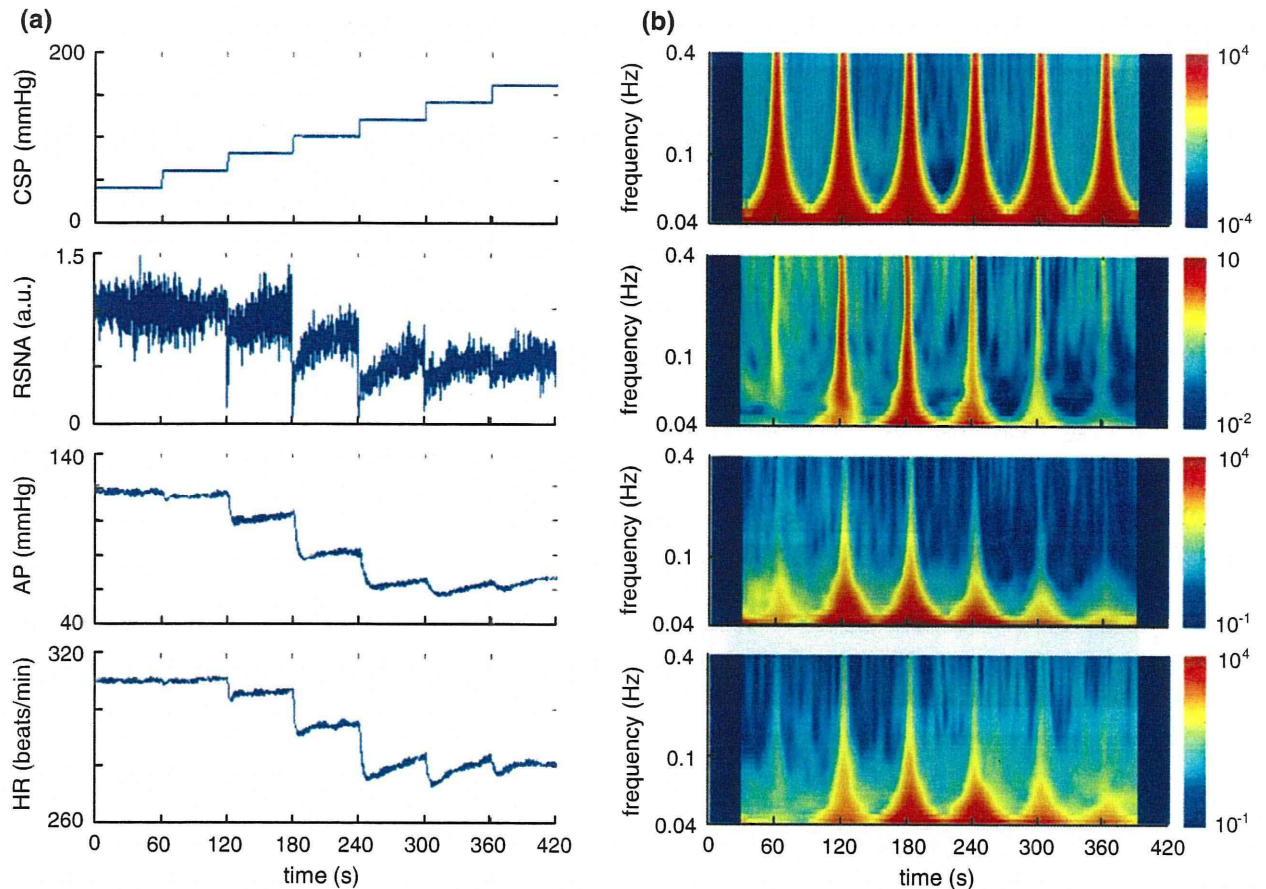 (a)
200
CSP (mmHg)
0
1.5
RSNA (a.u.)
0
140
AP (mmHg)
40
320
HR (beats/min)
260
0 60 120 180 240 300 360 420
time (s)
(b)
0.4
frequency (Hz)
0.1
0.04
10^4
10^-4
0.4
frequency (Hz)
0.1
0.04
10
10^-2
0.4
frequency (Hz)
0.1
0.04
10^4
10^-1
0.4
frequency (Hz)
0.1
0.04
10^4
10^-1
0 60 120 180 240 300 360 420
time (s)